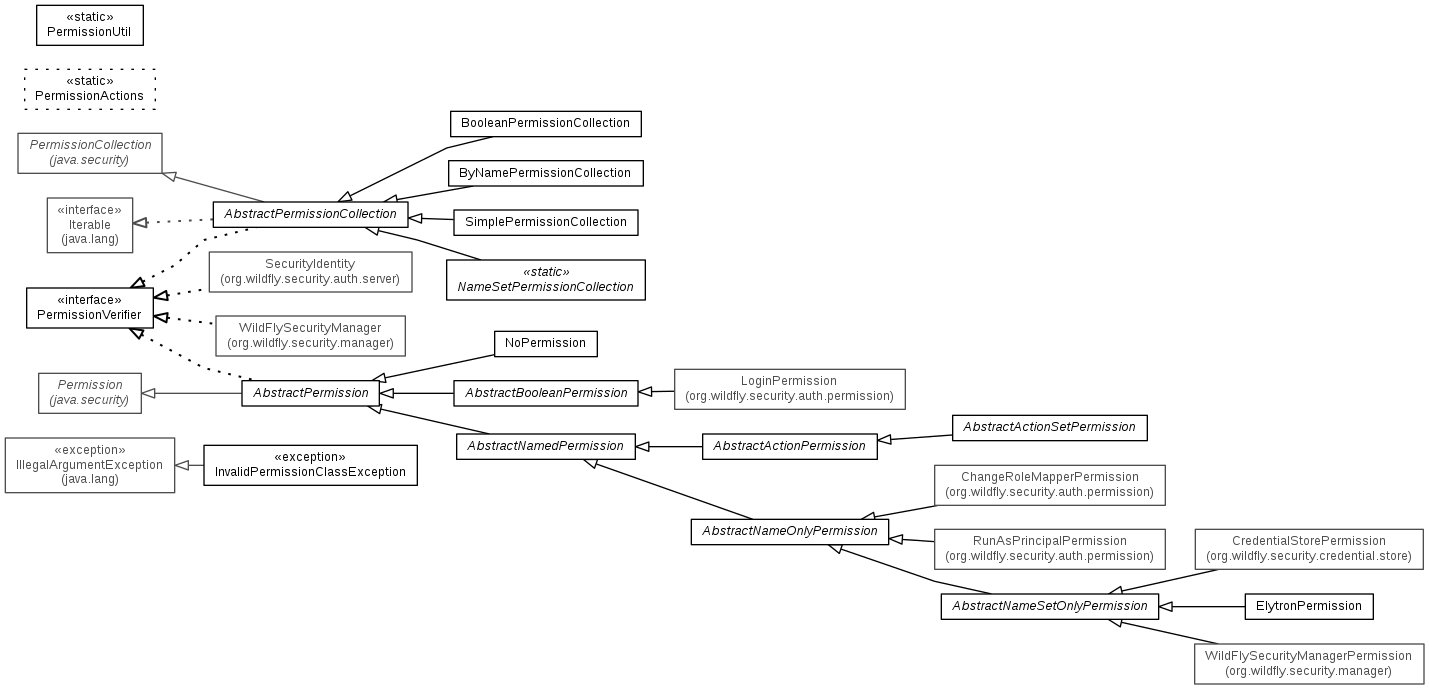 «static»
PermissionUtil
«static»
PermissionActions
BooleanPermissionCollection
PermissionCollection
(java.security)
ByNamePermissionCollection
«interface»
Iterable
(java.lang)
AbstractPermissionCollection
SimplePermissionCollection
SecurityIdentity
(org.wildfly.security.auth.server)
«static»
NameSetPermissionCollection
«interface»
PermissionVerifier
WildFlySecurityManager
(org.wildfly.security.manager)
NoPermission
Permission
(java.security)
AbstractPermission
AbstractBooleanPermission
LoginPermission
(org.wildfly.security.auth.permission)
AbstractNamedPermission
AbstractActionPermission
AbstractActionSetPermission
«exception»
IllegalArgumentException
(java.lang)
«exception»
InvalidPermissionClassException
ChangeRoleMapperPermission
(org.wildfly.security.auth.permission)
AbstractNameOnlyPermission
RunAsPrincipalPermission
(org.wildfly.security.auth.permission)
CredentialStorePermission
(org.wildfly.security.credential.store)
AbstractNameSetOnlyPermission
ElytronPermission
WildFlySecurityManagerPermission
(org.wildfly.security.manager)